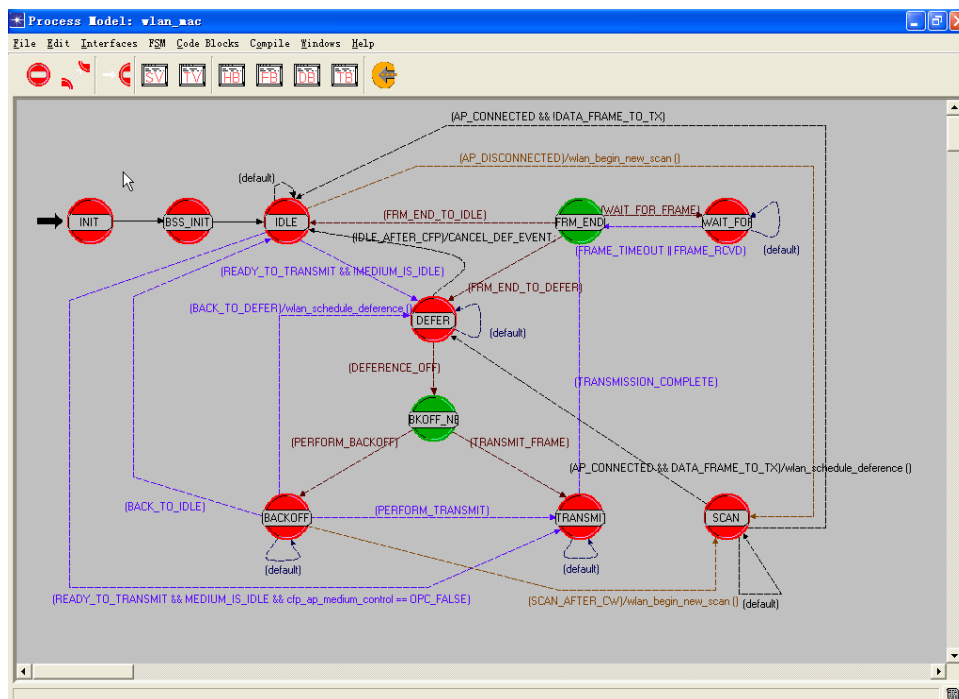 Process Model: wlan_mac
File Edit Interfaces FSM Code Blocks Compile Windows Help
SV TV HB FB DB TB
(AP_CONNECTED && !DATA_FRAME_TO_TX)
(AP_DISCONNECTED)/wlan_begin_new_scan ()
(default)
INIT
BSS_INIT
IDLE
(FRM_END_TO_IDLE)
FRM_END
(WAIT_FOR_FRAME)
WAIT_FOR
(IDLE_AFTER_CFP)/CANCEL_DEF_EVENT
(FRAME_TIMEOUT || FRAME_RCVD)
(default)
(READY_TO_TRANSMIT && !MEDIUM_IS_IDLE)
(FRM_END_TO_DEFER)
(BACK_TO_DEFER)/wlan_schedule_deference ()
DEFER
(default)
(DEFERENCE_OFF)
(TRANSMISSION_COMPLETE)
BKOFF_NE
(PERFORM_BACKOFF)
(TRANSMIT_FRAME)
(AP_CONNECTED && DATA_FRAME_TO_TX)/wlan_schedule_deference ()
(BACK_TO_IDLE)
BACKOFF
(PERFORM_TRANSMIT)
TRANSMI
SCAN
(default)
(default)
(READY_TO_TRANSMIT && MEDIUM_IS_IDLE && cfp_ap_medium_control == OPC_FALSE)
(SCAN_AFTER_CW)/wlan_begin_new_scan ()
(default)